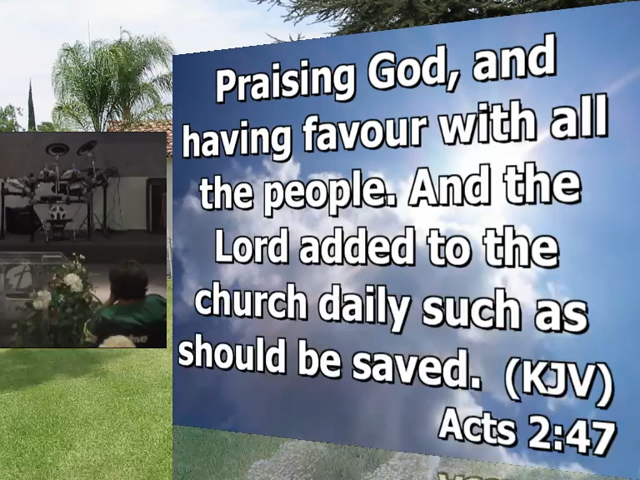 Praising God, and
having favour with all
the people. And the
Lord added to the
church daily such as
should be saved. (KJV)
Acts 2:47